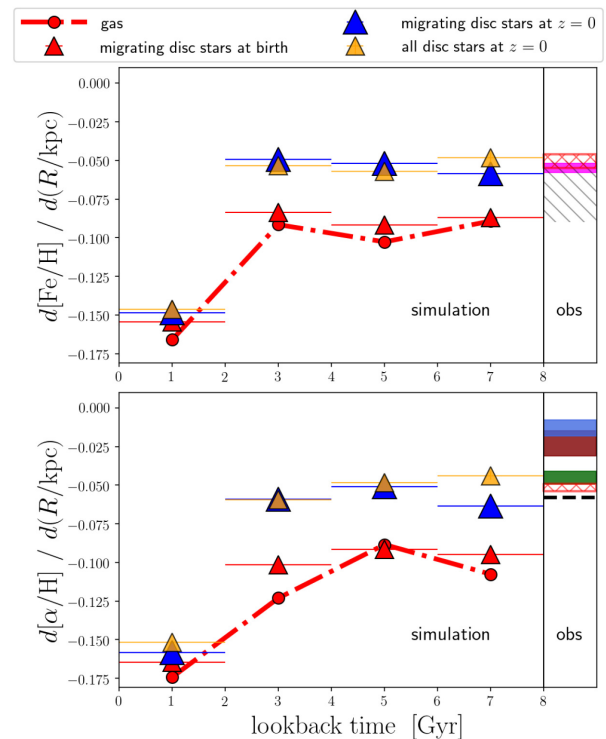 gas
migrating disc stars at birth
migrating disc stars at z = 0
all disc stars at z = 0
d[Fe/H] / d(R/kpc)
0.000
−0.025
−0.050
−0.075
−0.100
−0.125
−0.150
−0.175
simulation
obs
0 1 2 3 4 5 6 7 8
d[α/H] / d(R/kpc)
0.000
−0.025
−0.050
−0.075
−0.100
−0.125
−0.150
−0.175
simulation
obs
0 1 2 3 4 5 6 7 8
lookback time [Gyr]